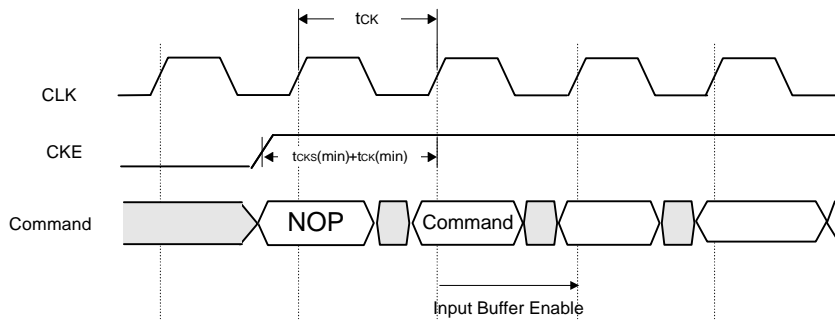 tCK
CLK
CKE
tCKS(min)+tCK(min)
Command
NOP
Command
Input Buffer Enable